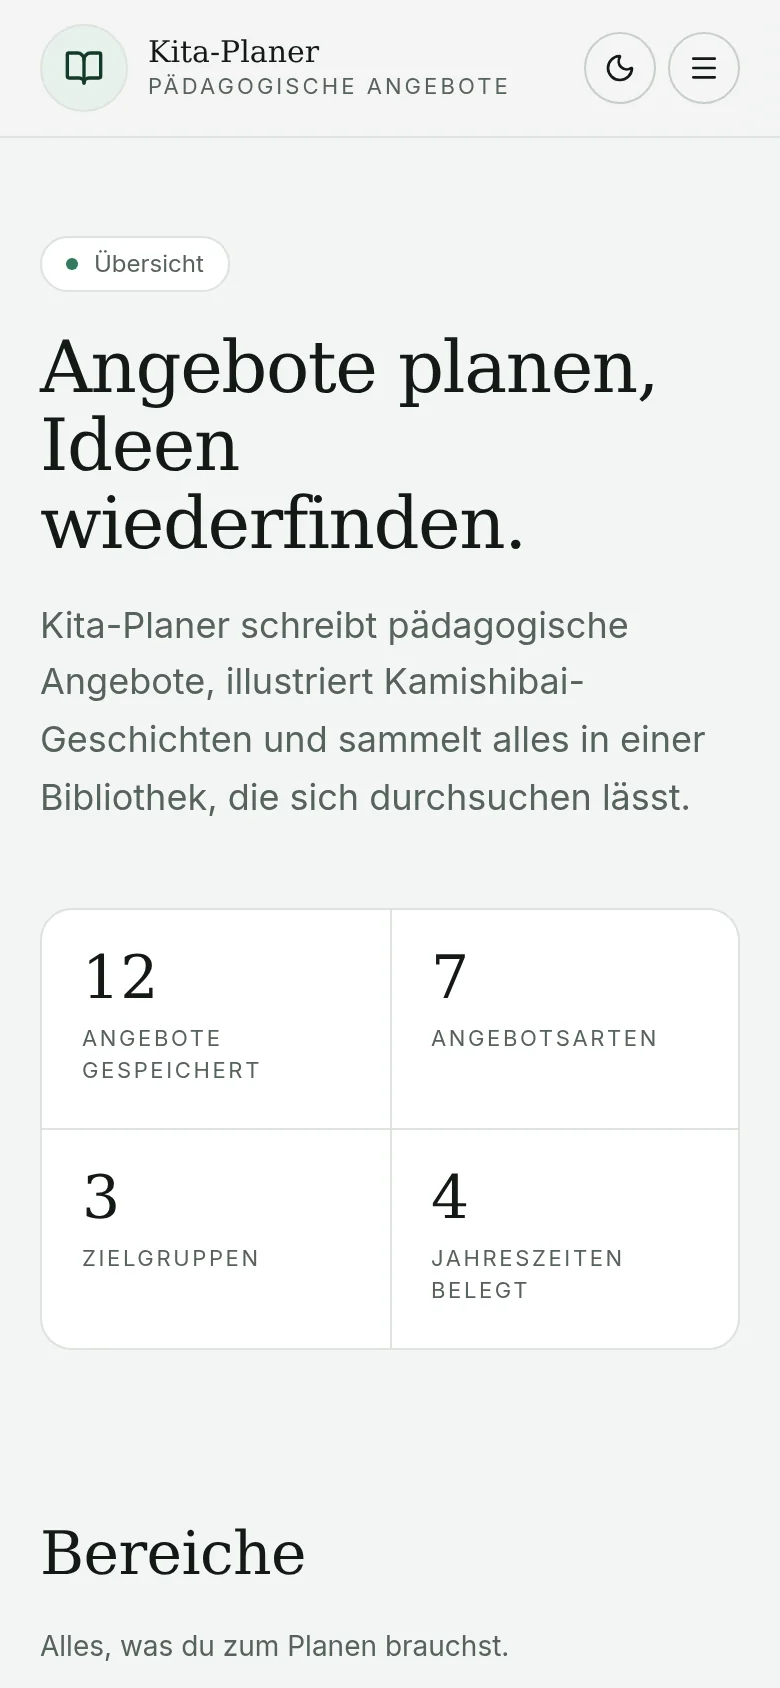 Kita-Planer
PÄDAGOGISCHE ANGEBOTE
Übersicht
Angebote planen,
Ideen
wiederfinden.
Kita-Planer schreibt pädagogische
Angebote, illustriert Kamishibai-
Geschichten und sammelt alles in einer
Bibliothek, die sich durchsuchen lässt.
12
ANGEBOTE
GESPEICHERT
7
ANGEBOTSARTEN
3
ZIELGRUPPEN
4
JAHRESZEITEN
BELEGT
Bereiche
Alles, was du zum Planen brauchst.